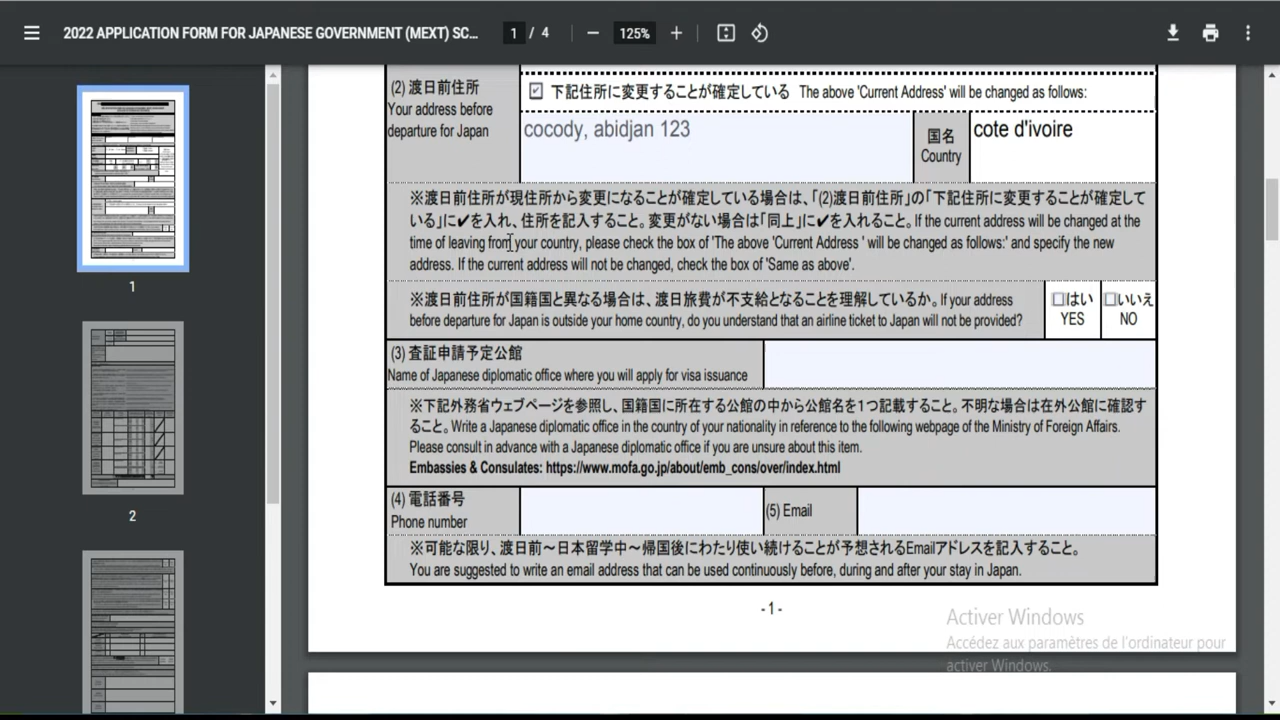 2022 APPLICATION FORM FOR JAPANESE GOVERNMENT (MEXT) SC...
1 / 4
125%
(2) 渡日前住所
Your address before
departure for Japan
下記住所に変更することが確定している The above 'Current Address' will be changed as follows:
cocody, abidjan 123
国名
Country
cote d'ivoire
※渡日前住所が現住所から変更になることが確定している場合は、「(2)渡日前住所」の「下記住所に変更することが確定して
いる」に✔を入れ、住所を記入すること。変更がない場合は「同上」に✔を入れること。If the current address will be changed at the
time of leaving from your country, please check the box of 'The above 'Current Address ' will be changed as follows:' and specify the new
address. If the current address will not be changed, check the box of 'Same as above'.
※渡日前住所が国籍国と異なる場合は、渡日旅費が不支給となることを理解しているか。If your address
before departure for Japan is outside your home country, do you understand that an airline ticket to Japan will not be provided?
はい
YES
いいえ
NO
(3) 査証申請予定公館
Name of Japanese diplomatic office where you will apply for visa issuance
※下記外務省ウェブページを参照し、国籍国に所在する公館の中から公館名を1つ記載すること。不明な場合は在外公館に確認す
ること。Write a Japanese diplomatic office in the country of your nationality in reference to the following webpage of the Ministry of Foreign Affairs.
Please consult in advance with a Japanese diplomatic office if you are unsure about this item.
Embassies & Consulates: https://www.mofa.go.jp/about/emb_cons/over/index.html
(4) 電話番号
Phone number
(5) Email
※可能な限り、渡日前～日本留学中～帰国後にわたり使い続けることが予想されるEmailアドレスを記入すること。
You are suggested to write an email address that can be used continuously before, during and after your stay in Japan.
- 1 -
Activer Windows
Accédez aux paramètres de l'ordinateur pour
activer Windows.
1
2